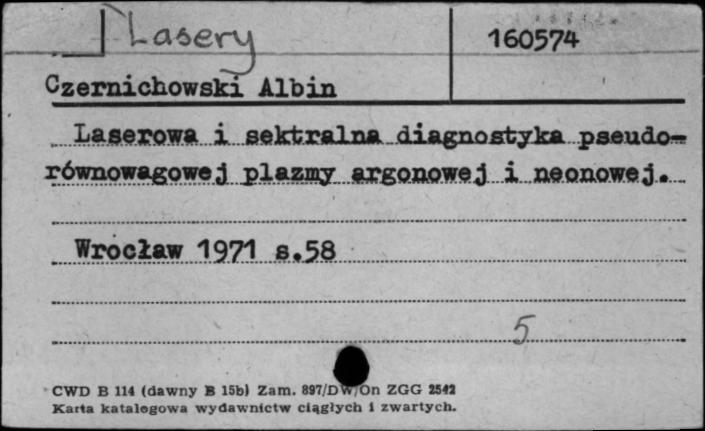 Lasery
160574
Czernichowski Albin
Laserowa i sektralna diagnostyka pseudo-
równowagowej plazmy argonowej i neonowej.
Wrocław 1971 s.58
5
CWD B 114 (dawny B 15b) Zam. 897/DW/On ZGG 2542
Karta katalogowa wydawnictw ciągłych i zwartych.